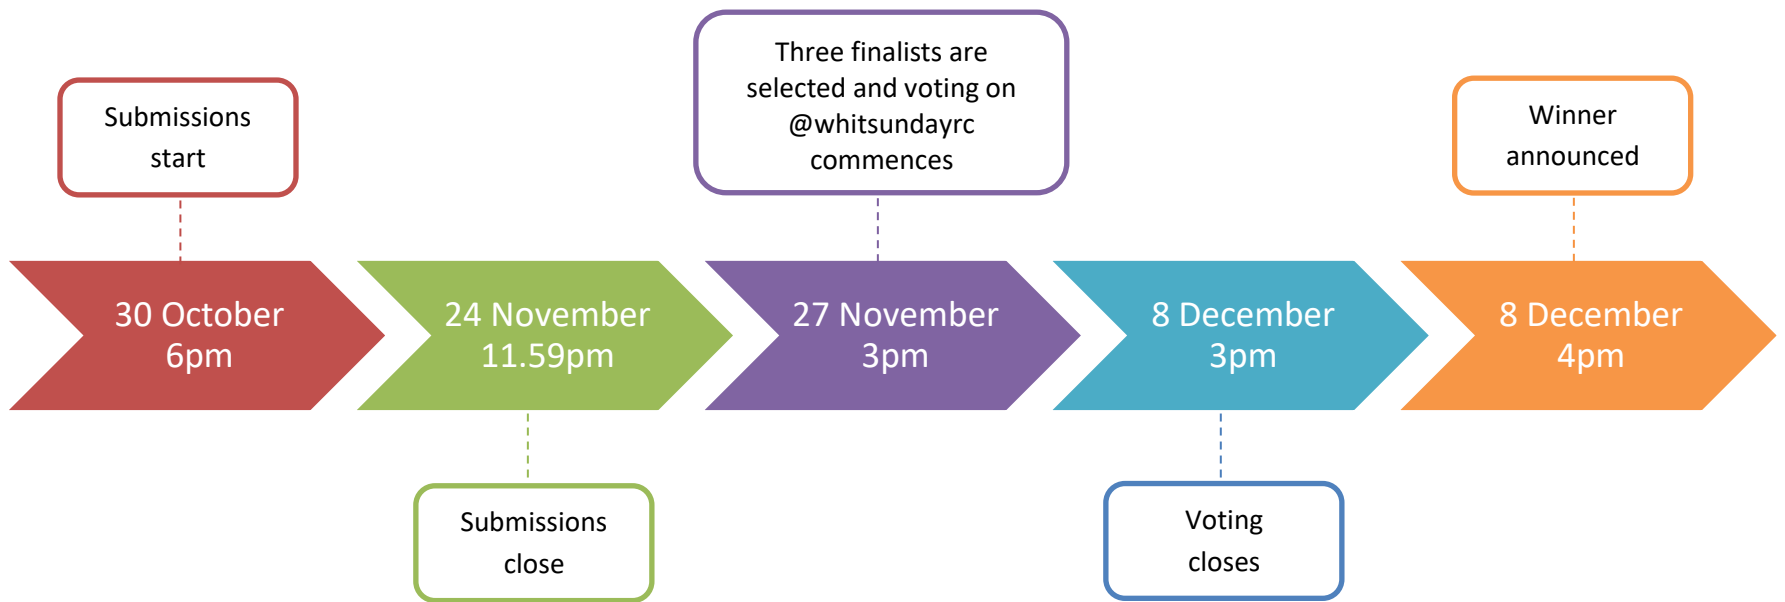 Submissions
start
30 October
6pm
24 November
11.59pm
Submissions
close
Three finalists are
selected and voting on
@whitsundayrc
commences
27 November
3pm
8 December
3pm
Voting
closes
Winner
announced
8 December
4pm